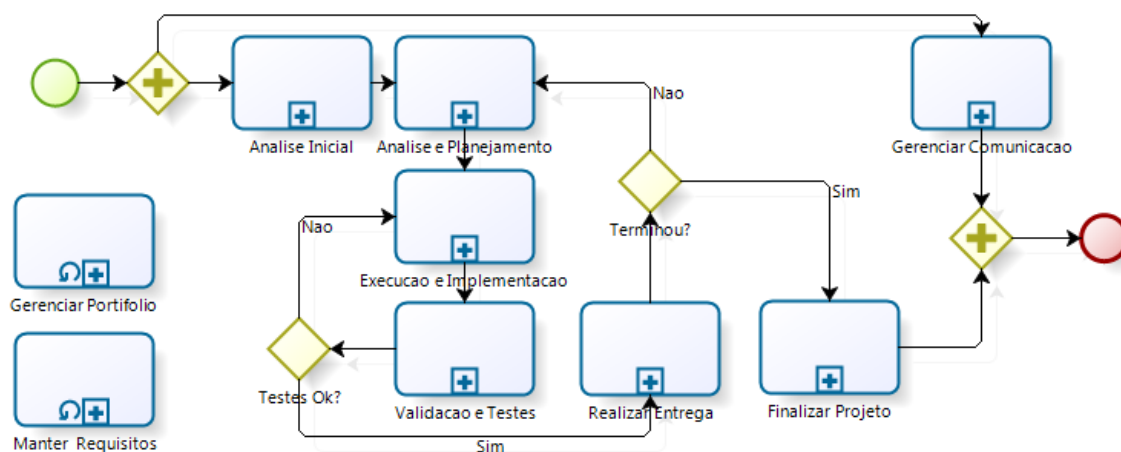 Analise Inicial
Analise e Planejamento
Nao
Gerenciar Comunicacao
Sim
Nao
Terminou?
Execucao e Implementacao
Gerenciar Portifolio
Testes Ok?
Validacao e Testes
Realizar Entrega
Finalizar Projeto
Manter Requisitos
Sim